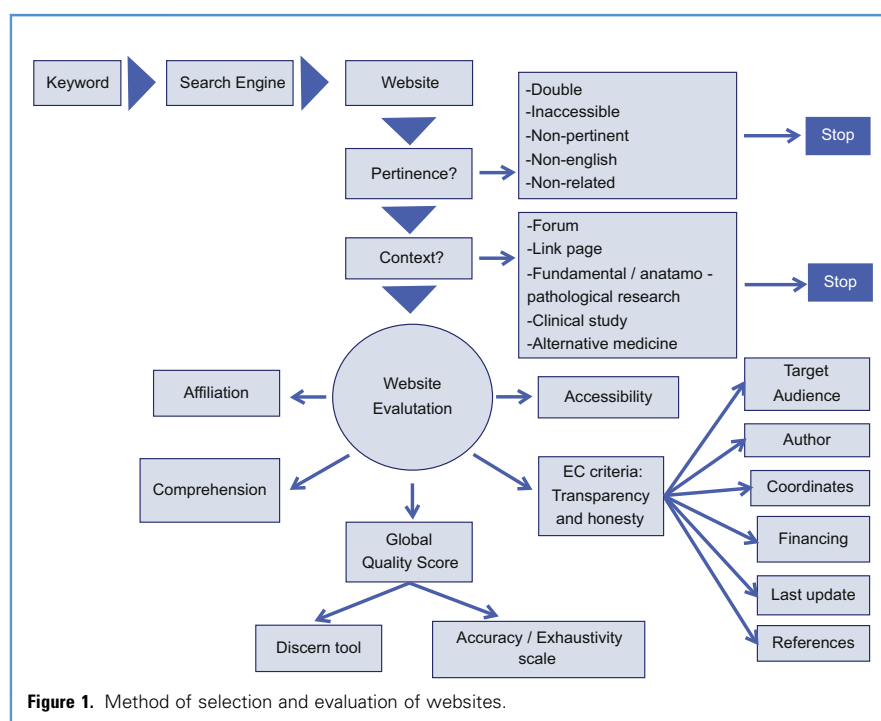 Keyword
Search Engine
Website
-Double
-Inaccessible
-Non-pertinent
-Non-english
-Non-related
Stop
Pertinence?
Context?
-Forum
-Link page
-Fundamental / anatamo -
pathological research
-Clinical study
-Alternative medicine
Stop
Website
Evalutation
Affiliation
Accessibility
Comprehension
EC criteria:
Transparency
and honesty
Target
Audience
Author
Coordinates
Financing
Last update
References
Global
Quality Score
Discern tool
Accuracy / Exhaustivity
scale
Figure 1. Method of selection and evaluation of websites.